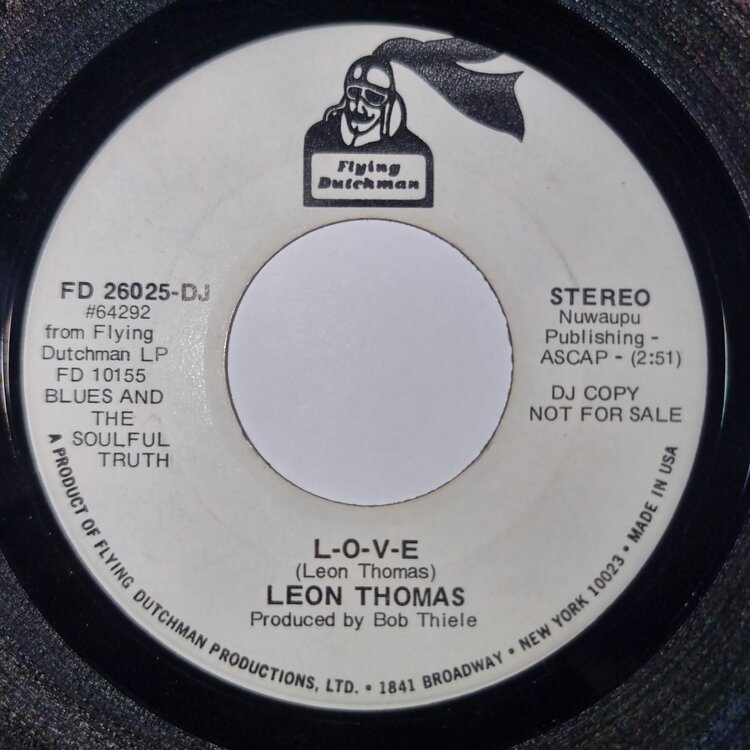 Flying
Dutchman
FD 26025-DJ
#64292
from Flying
Dutchman LP
FD 10155
BLUES AND
THE
SOULFUL
TRUTH
STEREO
Nuwaupu
Publishing -
ASCAP - (2:51)
DJ COPY
NOT FOR SALE
L-O-V-E
(Leon Thomas)
LEON THOMAS
Produced by Bob Thiele
A PRODUCT OF FLYING DUTCHMAN PRODUCTIONS, LTD. • 1841 BROADWAY • NEW YORK 10023 • MADE IN USA